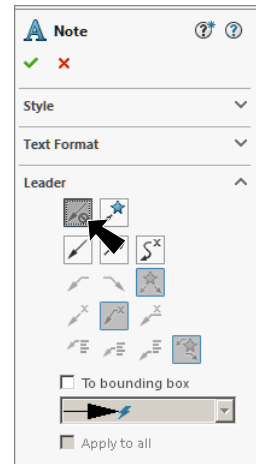 Note
Style
Text Format
Leader
To bounding box
Apply to all